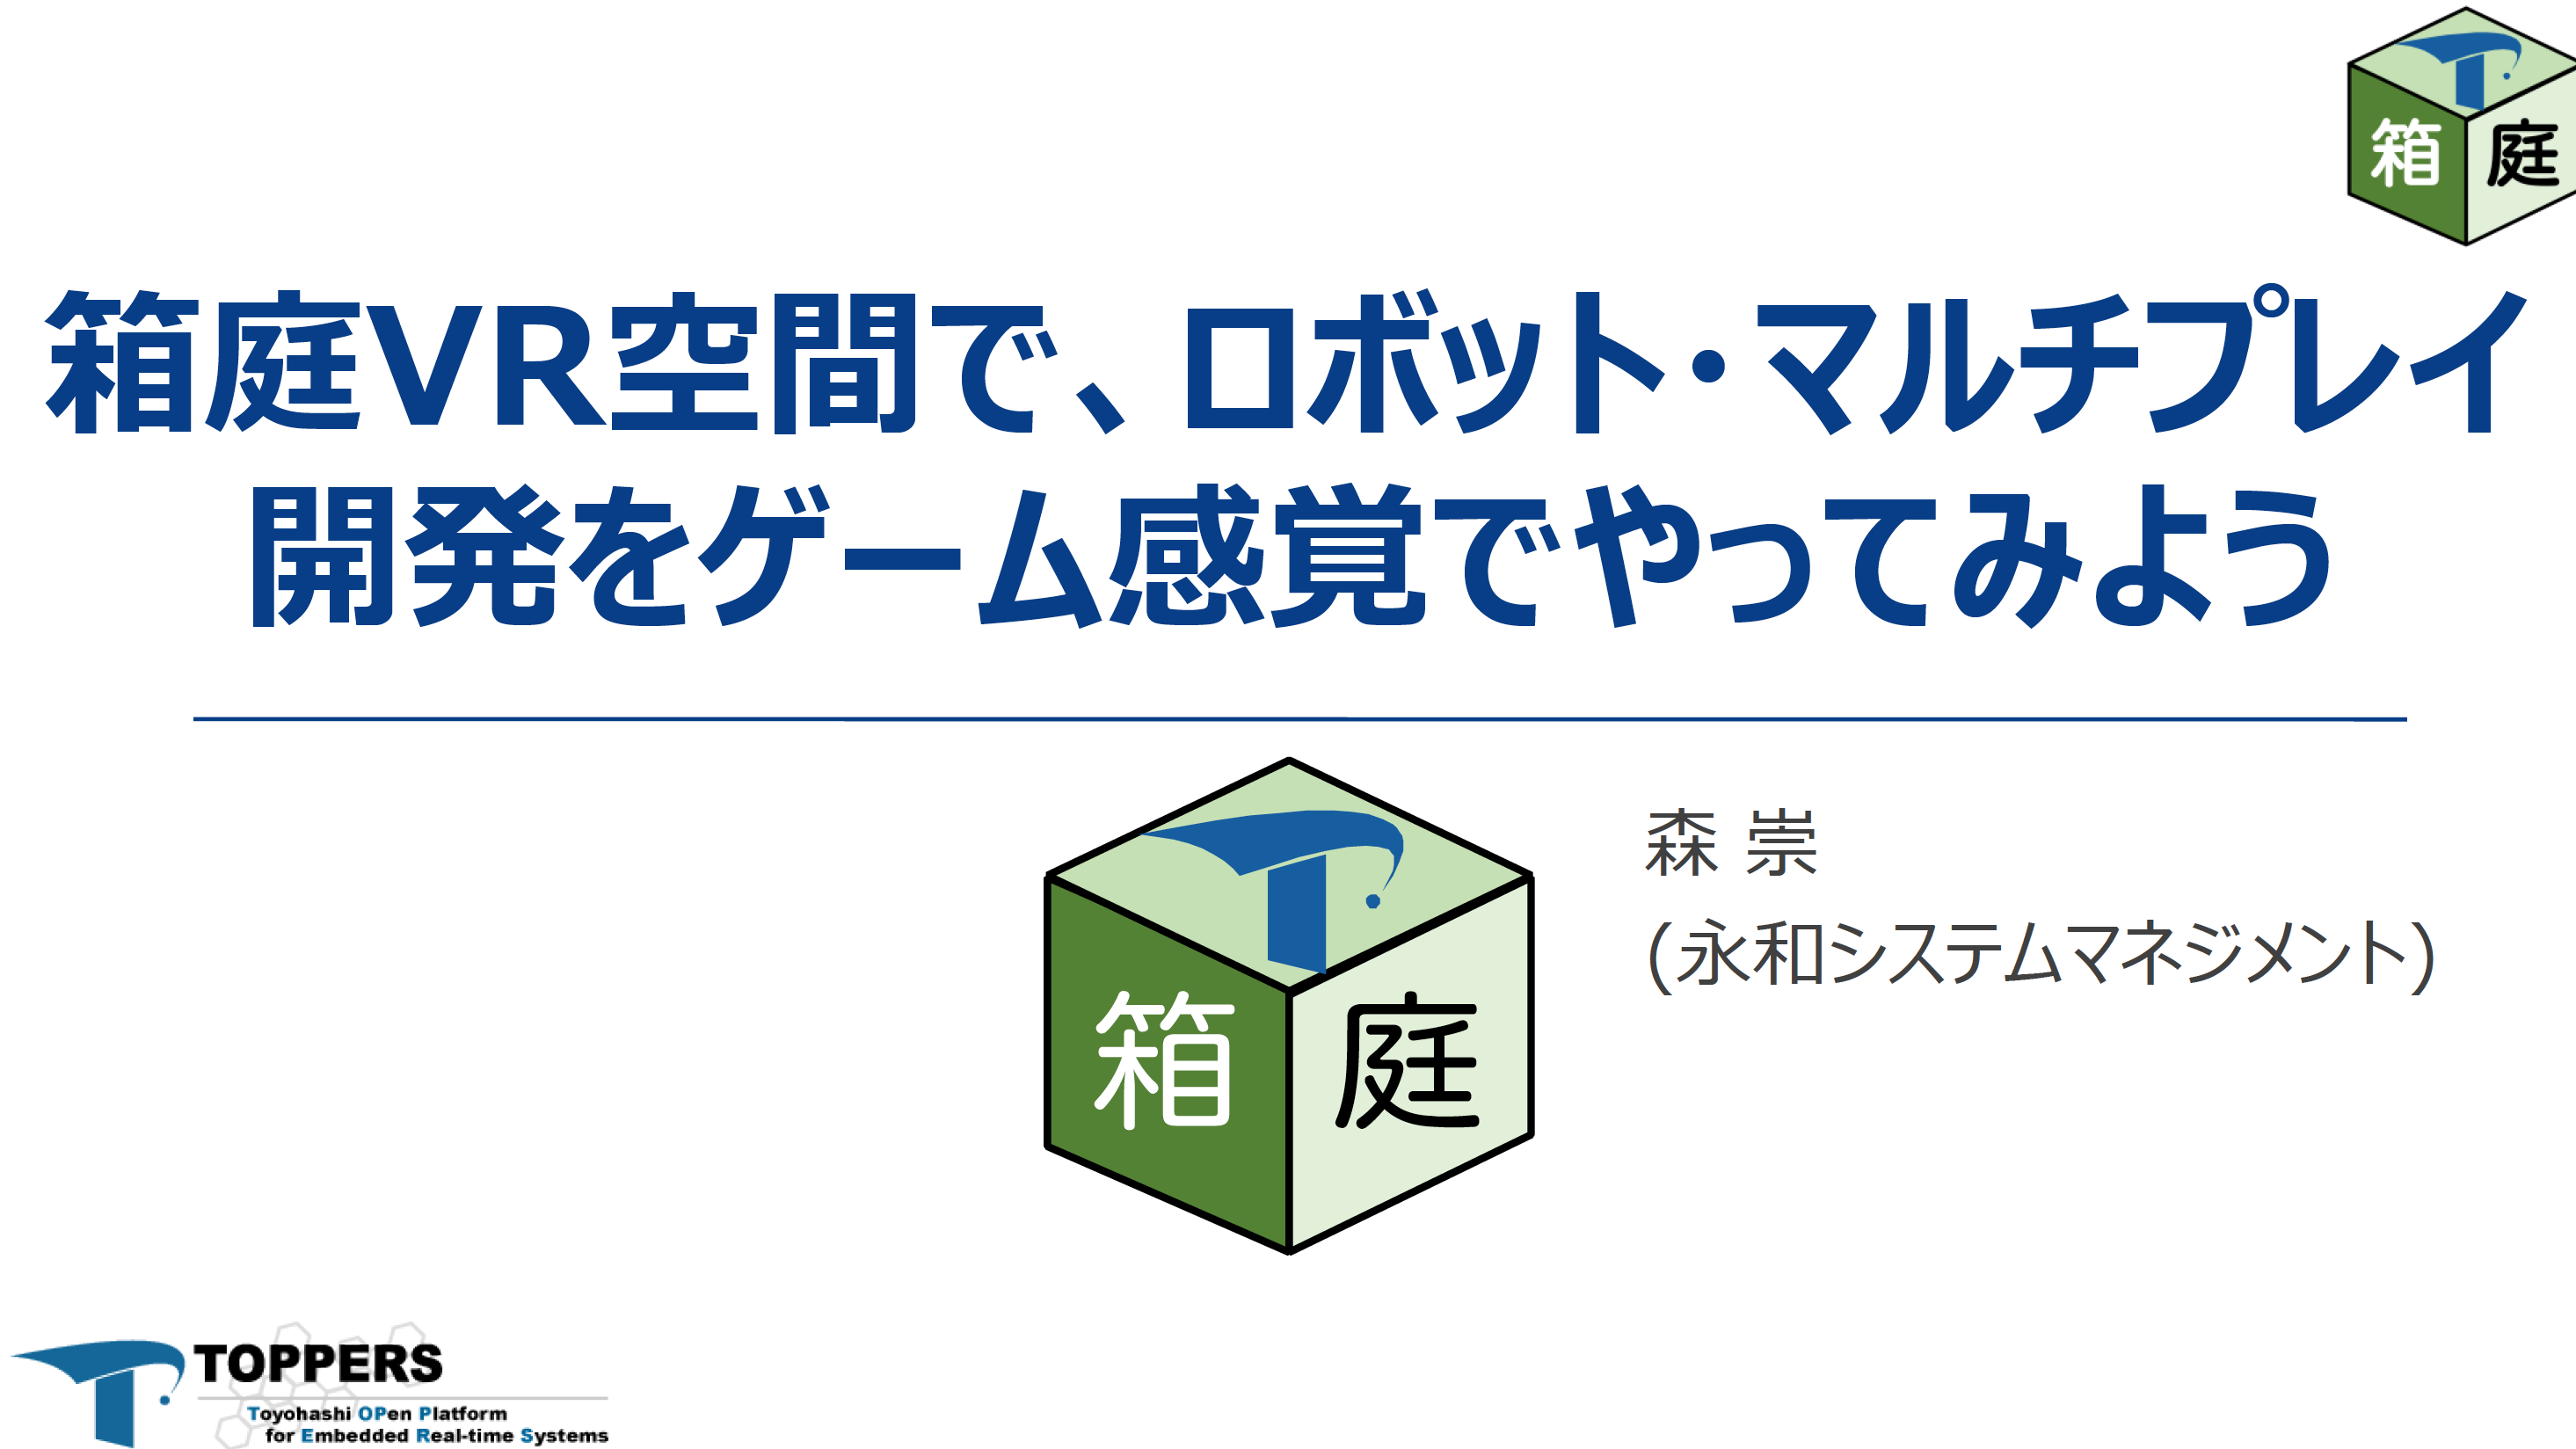 箱庭
箱庭VR空間で、ロボット・マルチプレイ
開発をゲーム感覚でやってみよう
森 崇
(永和システムマネジメント)
箱庭
TOPPERS
Toyohashi OPen Platform
for Embedded Real-time Systems